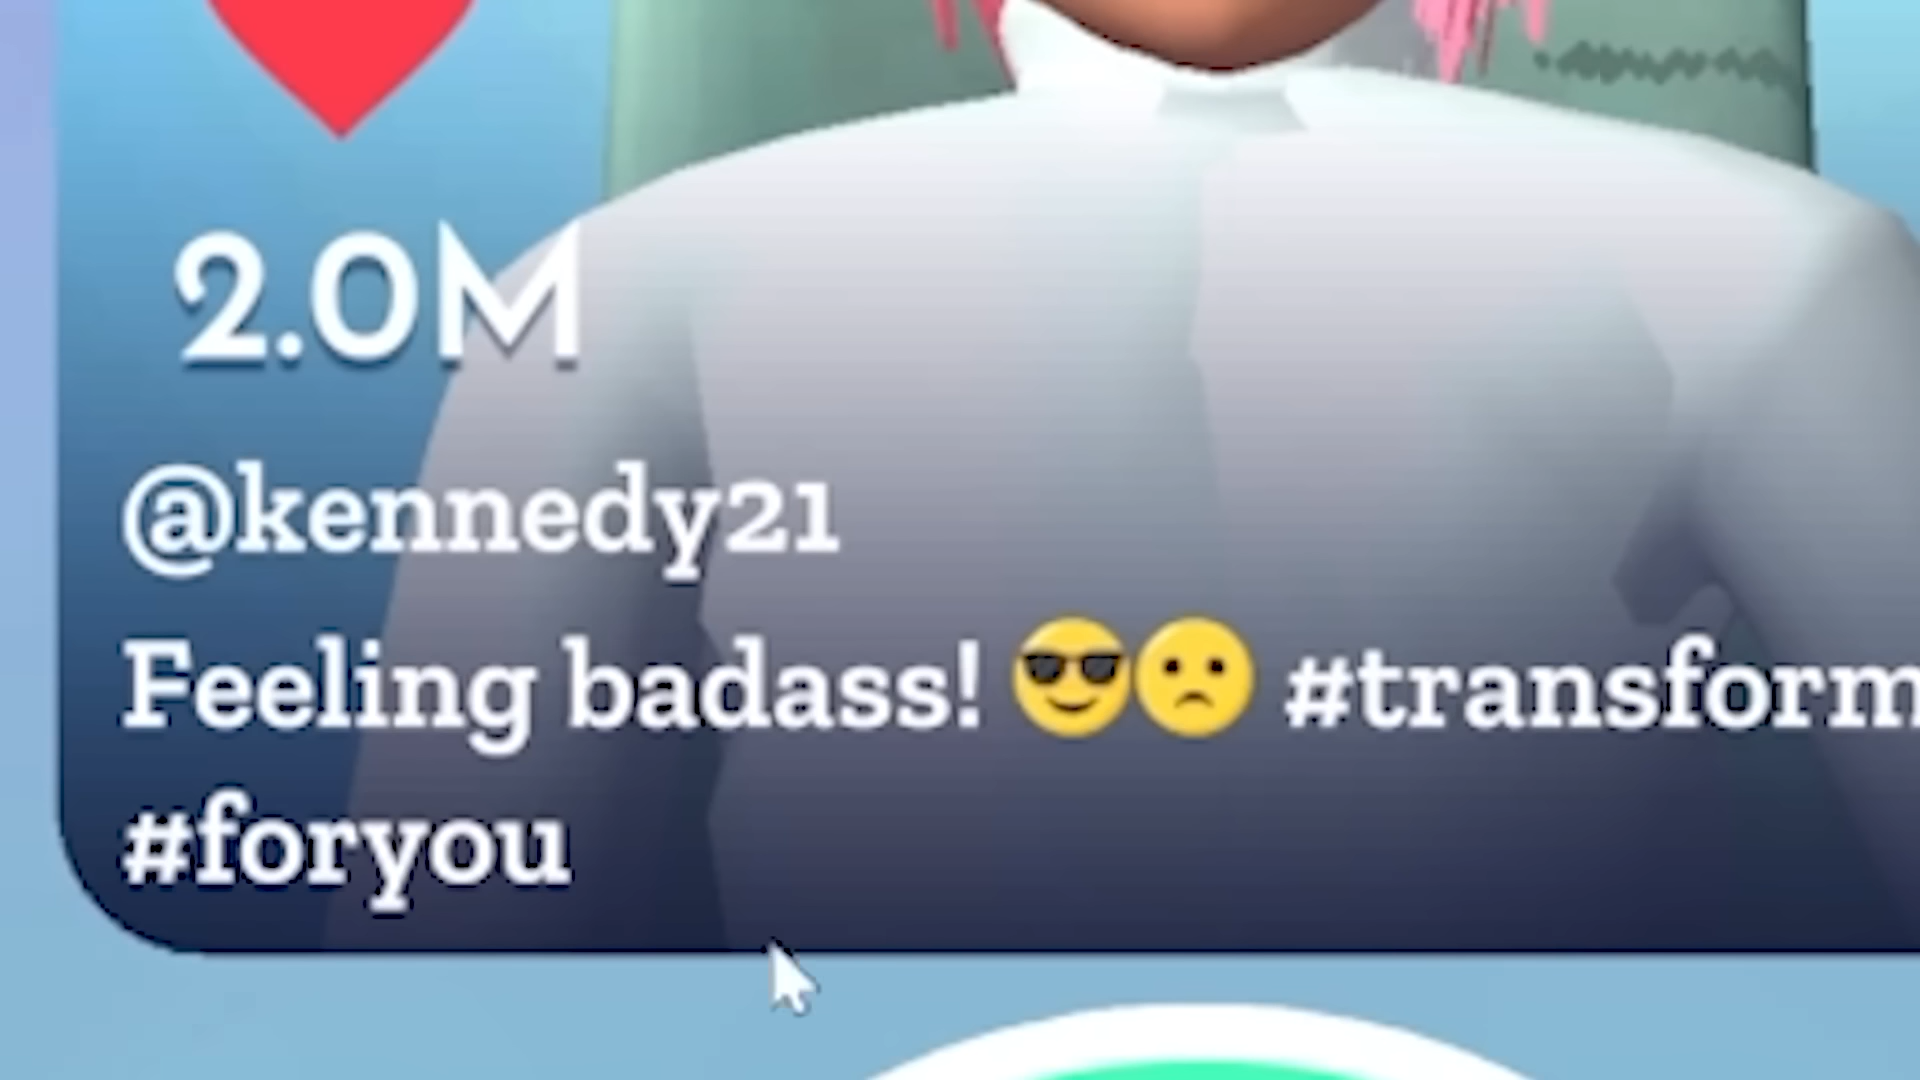 2.0M
@kennedy21
Feeling badass! 😎🙁 #transform
#foryou